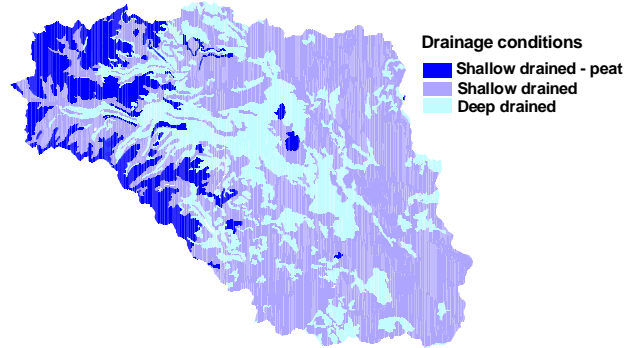 Drainage conditions
Shallow drained - peat
Shallow drained
Deep drained